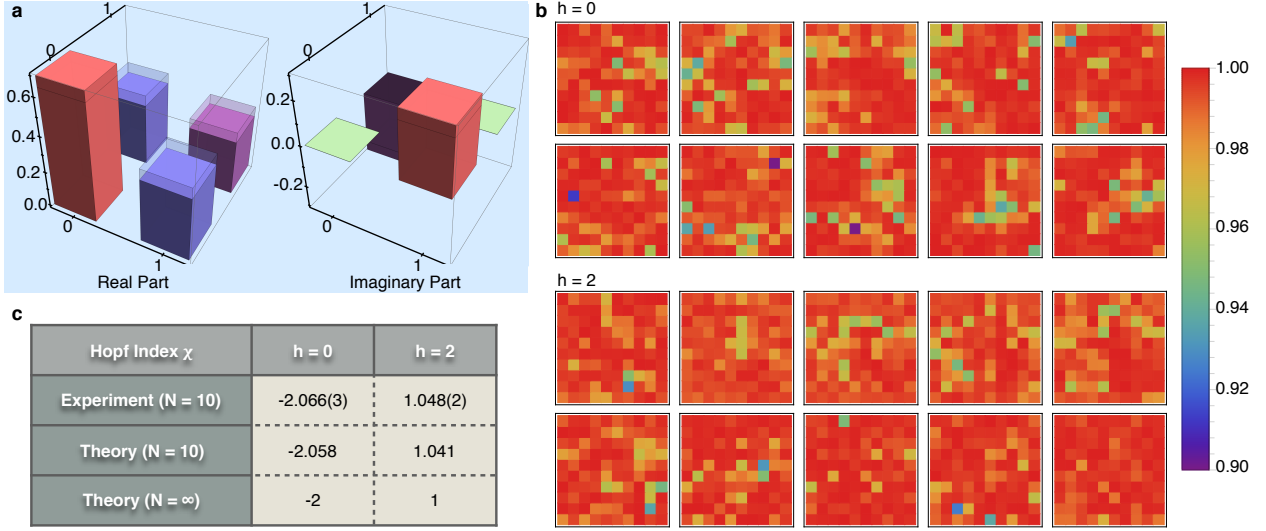 a
1
0
0.6
0.4
0.2
0.0
0
1
Real Part
1
0
0.2
0.0
-0.2
0
1
Imaginary Part
b
h = 0
h = 2
1.00
0.98
0.96
0.94
0.92
0.90
c
Hopf Index χ h = 0 h = 2
Experiment (N = 10) -2.066(3) 1.048(2)
Theory (N = 10) -2.058 1.041
Theory (N = ∞) -2 1